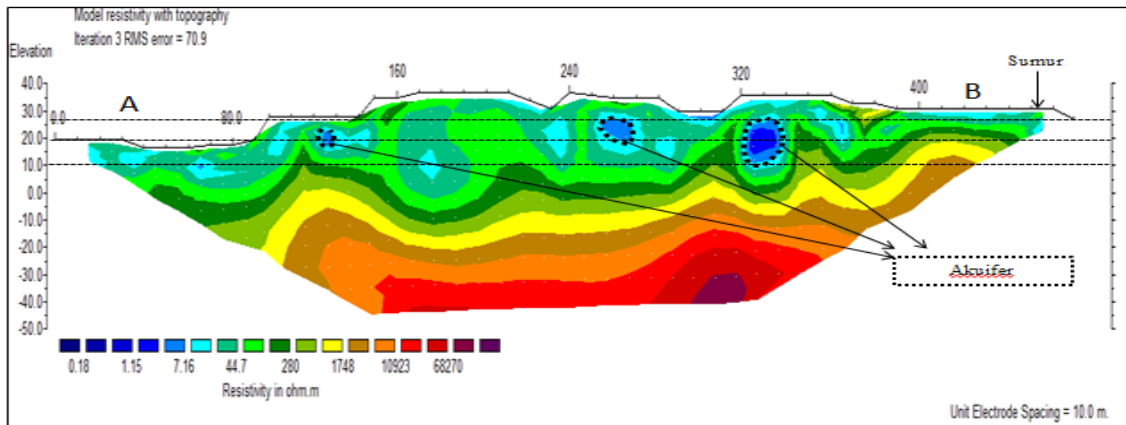 Model resistivity with topography
Iteration 3 RMS error = 70.9
Elevation
Sumur
160
240
320
400
A
B
0.0
80.0
40.0
30.0
20.0
10.0
0.0
-10.0
-20.0
-30.0
-40.0
-50.0
Akuifer
0.18 1.15 7.16 44.7 280 1748 10923 68270
Resistivity in ohm.m
Unit Electrode Spacing = 10.0 m.